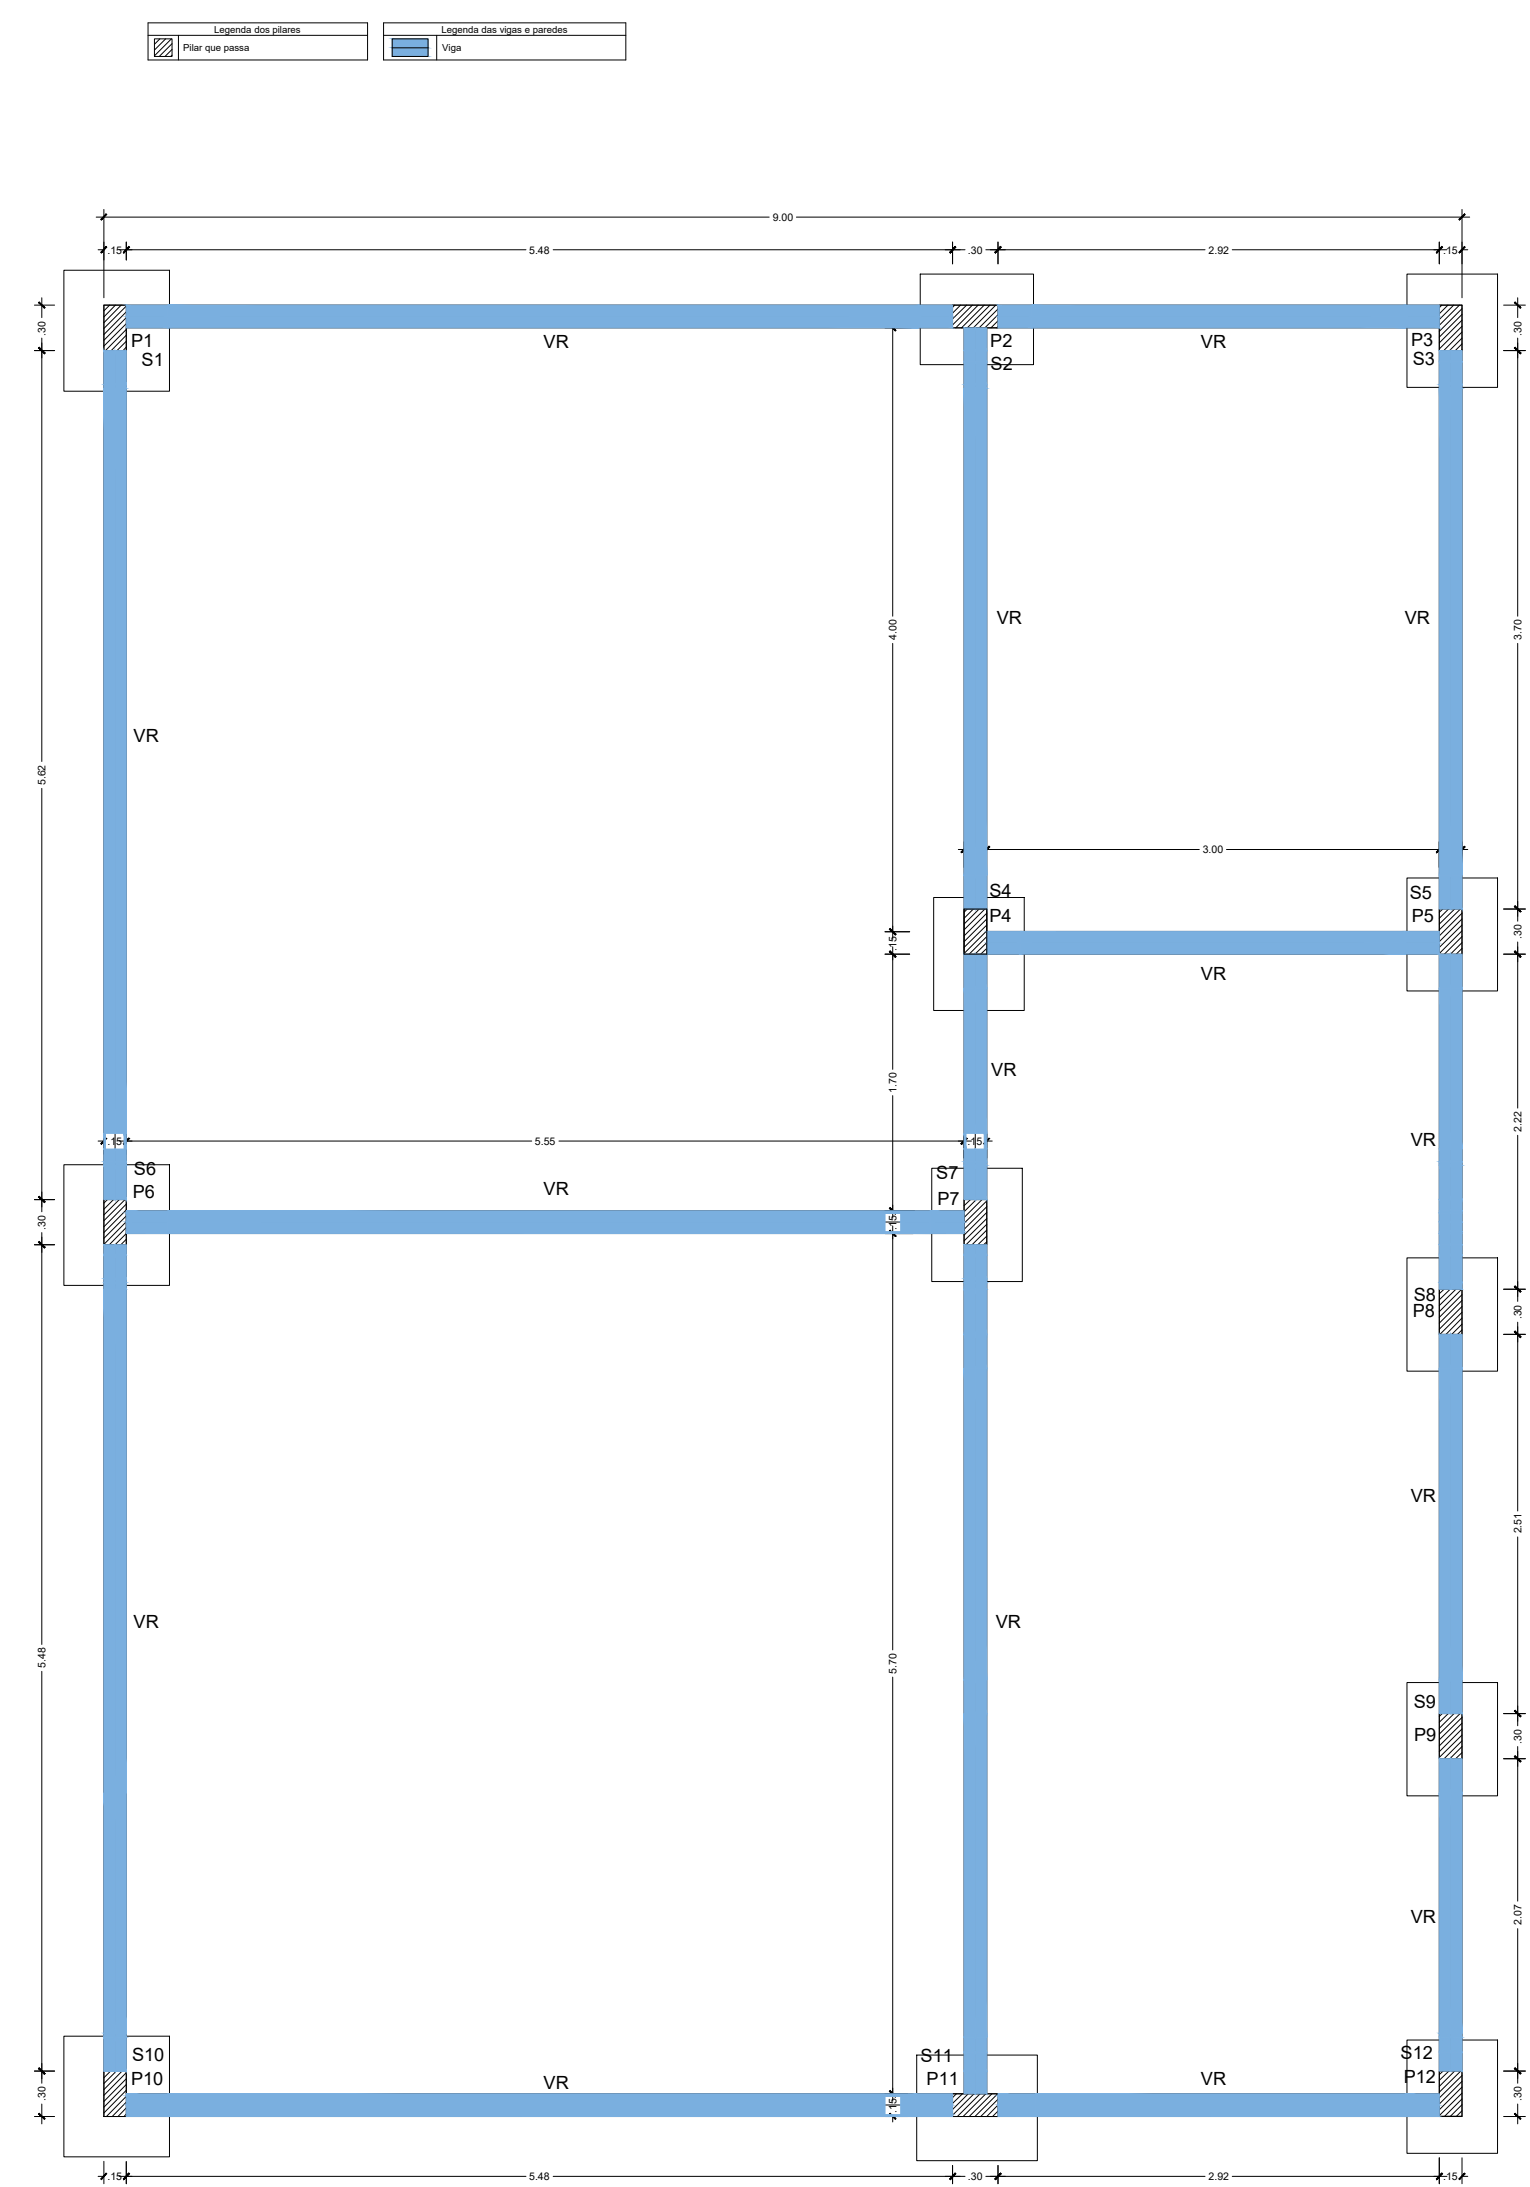 Legenda dos pilares
Pilar que passa
Legenda das vigas e paredes
Viga
9.00
.15
5.48
.30
2.92
.15
.30
P1
S1
VR
P2
S2
VR
P3
S3
.30
4.00
VR
VR
3.70
VR
5.62
3.00
S4
P4
S5
P5
.15
.30
VR
VR
1.70
2.22
VR
.15
5.55
.15
S6
P6
VR
S7
P7
.30
.15
S8
P8
.30
VR
2.51
VR
VR
5.48
5.70
S9
P9
.30
VR
2.07
S10
P10
VR
S11
P11
VR
S12
P12
.30
.15
.30
.15
5.48
.30
2.92
.15